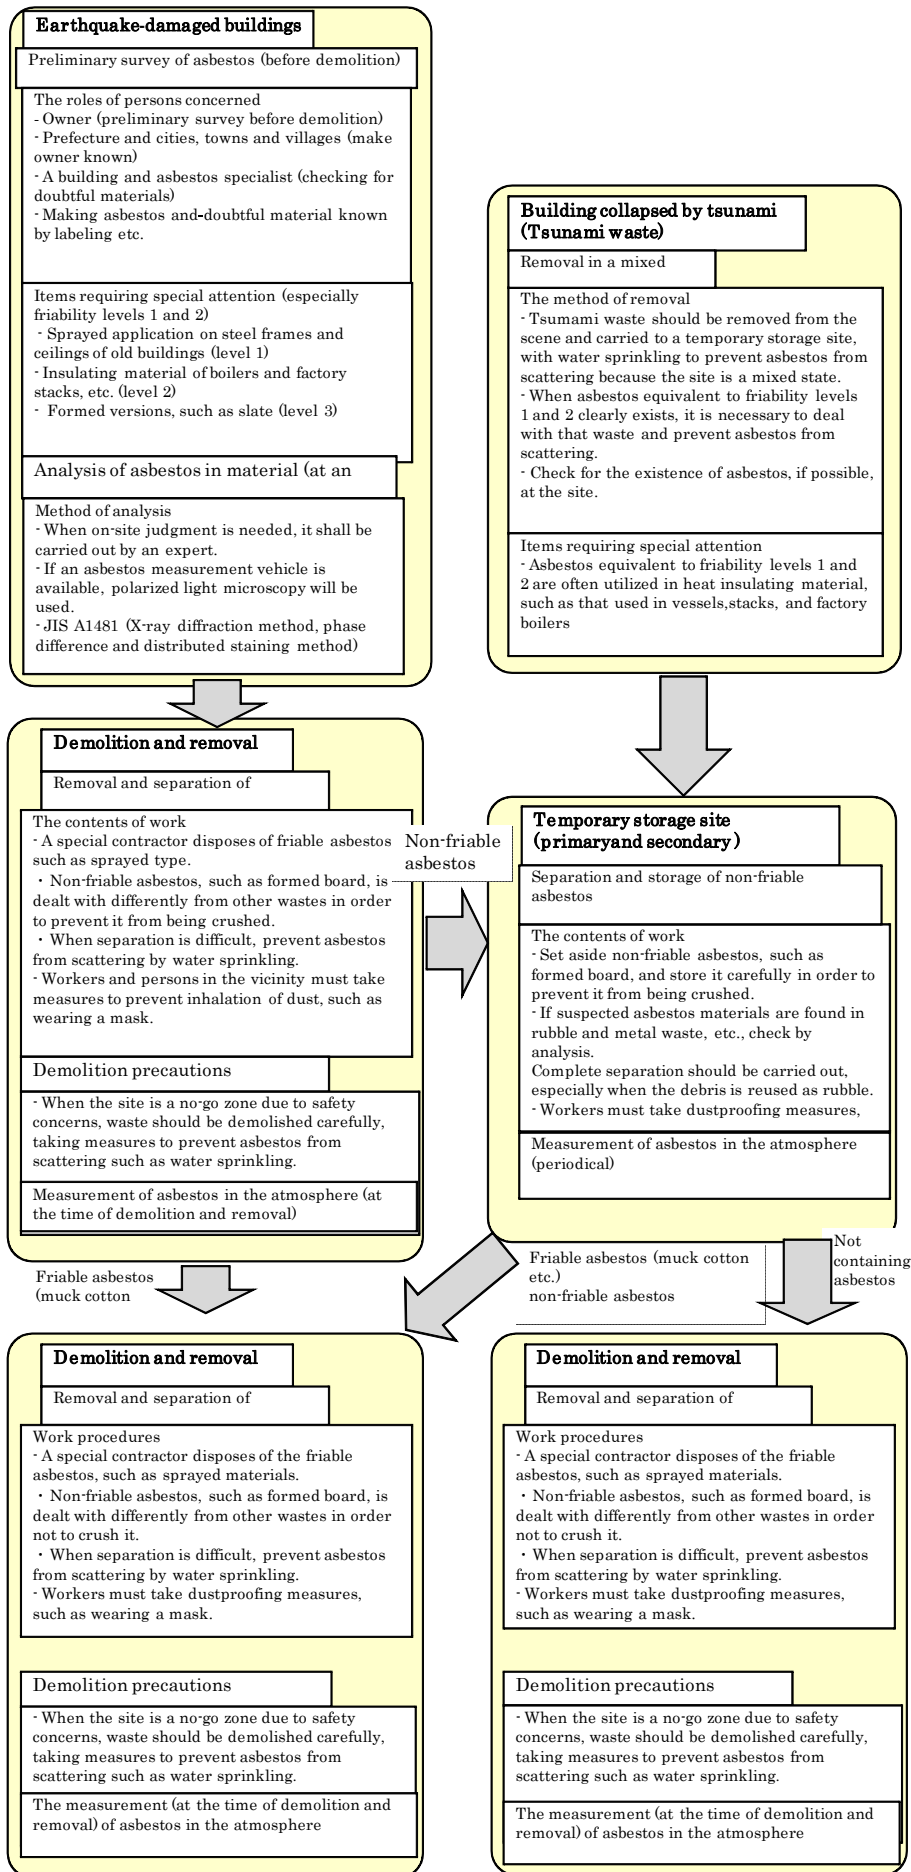 Earthquake-damaged buildings
Preliminary survey of asbestos (before demolition)
The roles of persons concerned
- Owner (preliminary survey before demolition)
- Prefecture and cities, towns and villages (make
owner known)
- A building and asbestos specialist (checking for
doubtful materials)
- Making asbestos and-doubtful material known
by labeling etc.
Items requiring special attention (especially
friability levels 1 and 2)
- Sprayed application on steel frames and
ceilings of old buildings (level 1)
- Insulating material of boilers and factory
stacks, etc. (level 2)
- Formed versions, such as slate (level 3)
Analysis of asbestos in material (at an
Method of analysis
- When on-site judgment is needed, it shall be
carried out by an expert.
- If an asbestos measurement vehicle is
available, polarized light microscopy will be
used.
- JIS A1481 (X-ray diffraction method, phase
difference and distributed staining method)
Building collapsed by tsunami
(Tsunami waste)
Removal in a mixed
The method of removal
- Tsumami waste should be removed from the
scene and carried to a temporary storage site,
with water sprinkling to prevent asbestos from
scattering because the site is a mixed state.
- When asbestos equivalent to friability levels
1 and 2 clearly exists, it is necessary to deal
with that waste and prevent asbestos from
scattering.
- Check for the existence of asbestos, if possible,
at the site.
Items requiring special attention
- Asbestos equivalent to friability levels 1 and
2 are often utilized in heat insulating material,
such as that used in vessels,stacks, and factory
boilers
Demolition and removal
Removal and separation of
The contents of work
- A special contractor disposes of friable asbestos
such as sprayed type.
・Non-friable asbestos, such as formed board, is
dealt with differently from other wastes in order
to prevent it from being crushed.
・When separation is difficult, prevent asbestos
from scattering by water sprinkling.
- Workers and persons in the vicinity must take
measures to prevent inhalation of dust, such as
wearing a mask.
Demolition precautions
- When the site is a no-go zone due to safety
concerns, waste should be demolished carefully,
taking measures to prevent asbestos from
scattering such as water sprinkling.
Measurement of asbestos in the atmosphere (at
the time of demolition and removal)
Non-friable
asbestos
Temporary storage site
(primaryand secondary )
Separation and storage of non-friable
asbestos
The contents of work
- Set aside non-friable asbestos, such as
formed board, and store it carefully in order to
prevent it from being crushed.
- If suspected asbestos materials are found in
rubble and metal waste, etc., check by
analysis.
Complete separation should be carried out,
especially when the debris is reused as rubble.
- Workers must take dustproofing measures,
Measurement of asbestos in the atmosphere
(periodical)
Friable asbestos
(muck cotton
Friable asbestos (muck cotton
etc.)
non-friable asbestos
Not
containing
asbestos
Demolition and removal
Removal and separation of
Work procedures
- A special contractor disposes of the friable
asbestos, such as sprayed materials.
・Non-friable asbestos, such as formed board, is
dealt with differently from other wastes in order
not to crush it.
・When separation is difficult, prevent asbestos
from scattering by water sprinkling.
- Workers must take dustproofing measures,
such as wearing a mask.
Demolition precautions
- When the site is a no-go zone due to safety
concerns, waste should be demolished carefully,
taking measures to prevent asbestos from
scattering such as water sprinkling.
The measurement (at the time of demolition and
removal) of asbestos in the atmosphere
Demolition and removal
Removal and separation of
Work procedures
- A special contractor disposes of the friable
asbestos, such as sprayed materials.
・Non-friable asbestos, such as formed board, is
dealt with differently from other wastes in order
not to crush it.
・When separation is difficult, prevent asbestos
from scattering by water sprinkling.
- Workers must take dustproofing measures,
such as wearing a mask.
Demolition precautions
- When the site is a no-go zone due to safety
concerns, waste should be demolished carefully,
taking measures to prevent asbestos from
scattering such as water sprinkling.
The measurement (at the time of demolition and
removal) of asbestos in the atmosphere